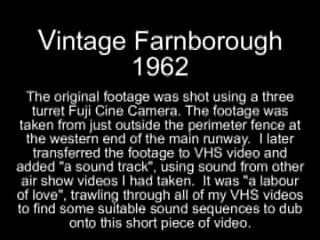 Vintage Farnborough
1962
The original footage was shot using a three
turret Fuji Cine Camera. The footage was
taken from just outside the perimeter fence at
the western end of the main runway.  I later
transferred the footage to VHS video and
added "a sound track", using sound from other
air show videos I had taken.  It was "a labour
of love", trawling through all of my VHS videos
to find some suitable sound sequences to dub
onto this short piece of video.